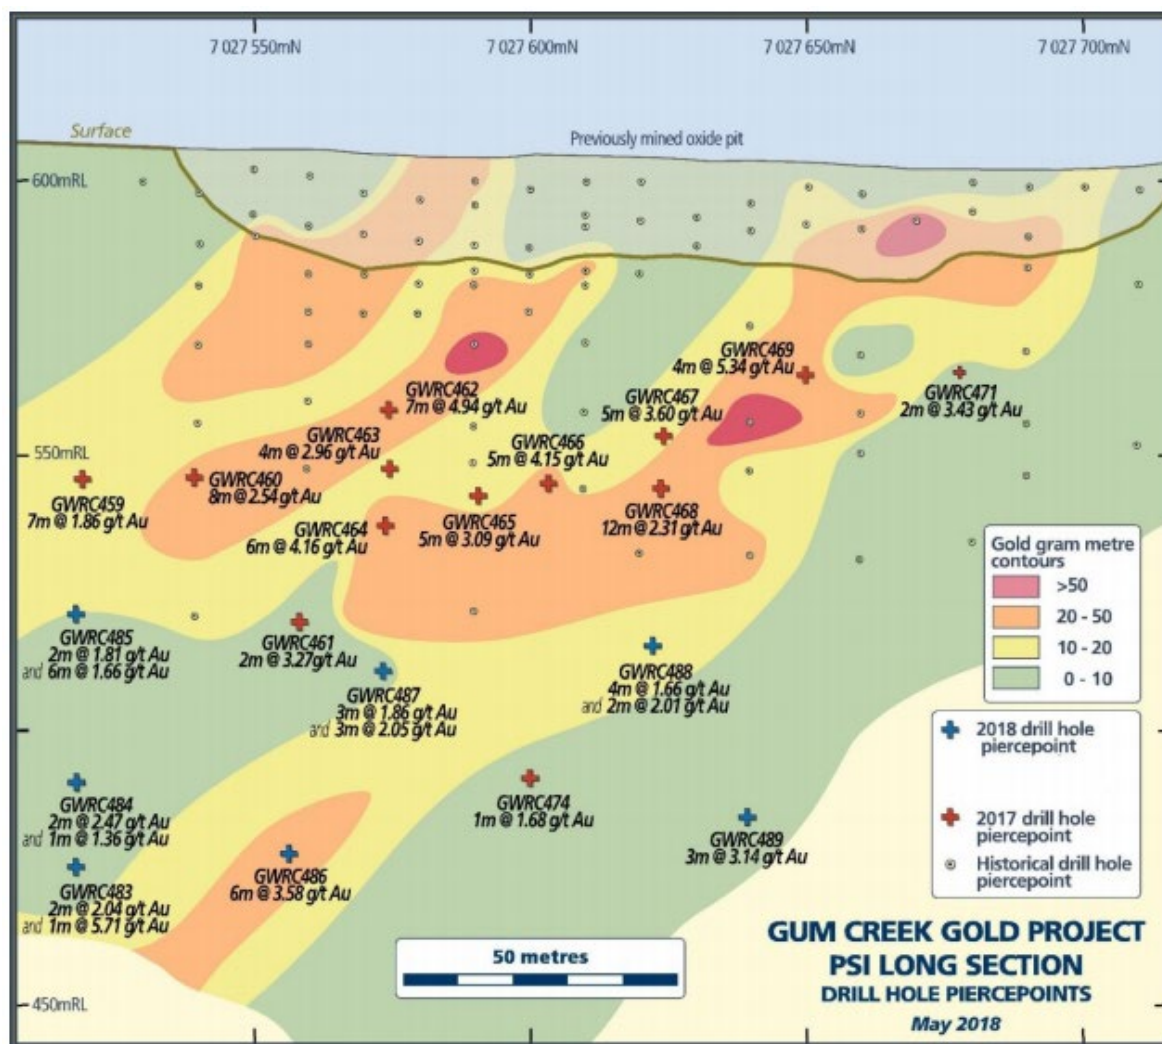 7 027 550mN
7 027 600mN
7 027 650mN
7 027 700mN
Surface
Previously mined oxide pit
600mRL
GWRC469
4m @ 5.34 g/t Au
GWRC462
7m @ 4.94 g/t Au
GWRC467
5m @ 3.60 g/t Au
GWRC471
2m @ 3.43 g/t Au
GWRC463
4m @ 2.96 g/t Au
GWRC466
5m @ 4.15 g/t Au
550mRL
GWRC460
8m @ 2.54 g/t Au
GWRC459
7m @ 1.86 g/t Au
GWRC464
6m @ 4.16 g/t Au
GWRC465
5m @ 3.09 g/t Au
GWRC468
12m @ 2.31 g/t Au
Gold gram metre
contours
>50
20 - 50
10 - 20
0 - 10
GWRC485
2m @ 1.81 g/t Au
and 6m @ 1.66 g/t Au
GWRC461
2m @ 3.27g/t Au
GWRC487
3m @ 1.86 g/t Au
and 3m @ 2.05 g/t Au
GWRC488
4m @ 1.66 g/t Au
and 2m @ 2.01 g/t Au
2018 drill hole
piercepoint
2017 drill hole
piercepoint
Historical drill hole
piercepoint
GWRC484
2m @ 2.47 g/t Au
and 1m @ 1.36 g/t Au
GWRC474
1m @ 1.68 g/t Au
GWRC489
3m @ 3.14 g/t Au
GWRC483
2m @ 2.04 g/t Au
and 1m @ 5.71 g/t Au
GWRC486
6m @ 3.58 g/t Au
50 metres
450mRL
GUM CREEK GOLD PROJECT
PSI LONG SECTION
DRILL HOLE PIERCEPOINTS
May 2018